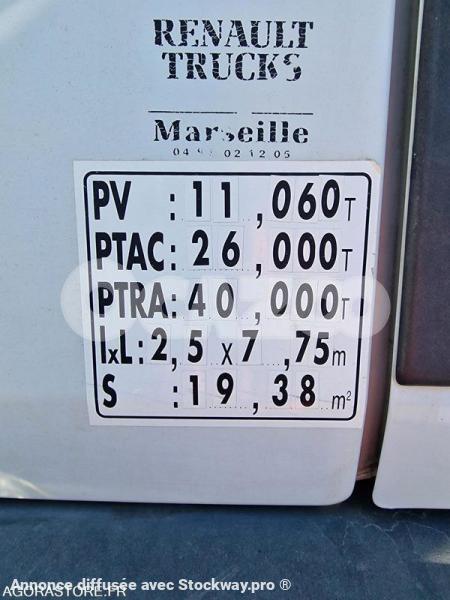 RENAULT
TRUCKS
Marseille
PV : 11,060T
PTAC: 26,000T
PTRA: 40,000T
IxL: 2,5 x 7,75m
S : 19,38 m²
Annonce diffusée avec Stockway.pro ®
AGORASTORE.FR